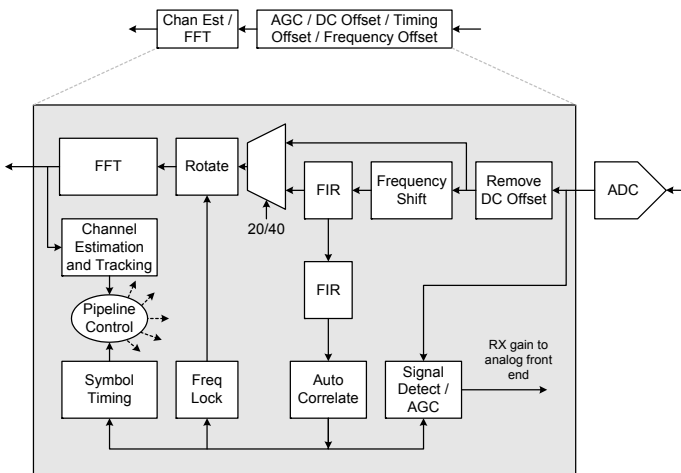 Chan Est /
FFT
AGC / DC Offset / Timing
Offset / Frequency Offset
FFT
Rotate
FIR
Frequency
Shift
Remove
DC Offset
ADC
20/40
Channel
Estimation
and Tracking
FIR
Pipeline
Control
RX gain to
analog front
end
Symbol
Timing
Freq
Lock
Auto
Correlate
Signal
Detect /
AGC